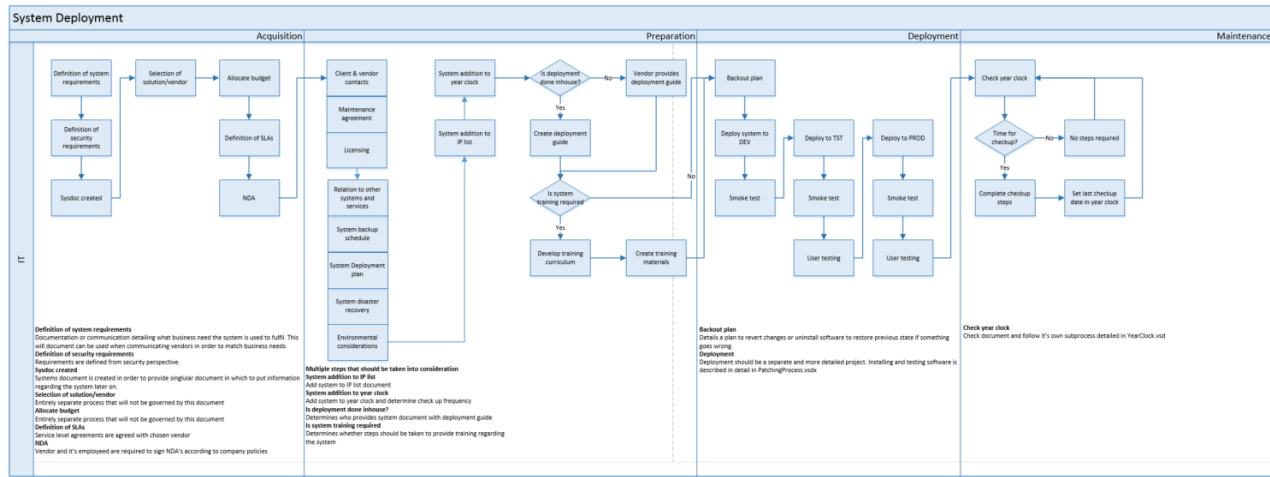 System Deployment
Acquisition
Preparation
Deployment
Maintenance
IT
Definition of system
requirements
Definition of
security
requirements
Sysdoc created
Selection of
solution/vendor
Allocate budget
Definition of SLAs
NDA
Client & vendor
contacts
Maintenance
agreement
Licensing
Relation to other
systems and
services
System backup
schedule
System Deployment
plan
System disaster
recovery
Environmental
considerations
System addition to
year clock
System addition to
IP list
Is deployment
done inhouse?
No
Yes
Vendor provides
deployment guide
Create deployment
guide
Is system
training required
No
Yes
Develop training
curriculum
Create training
materials
Backout plan
Deploy system to
DEV
Smoke test
Deploy to TST
Smoke test
User testing
Deploy to PROD
Smoke test
User testing
Check year clock
Time for
checkup?
No
Yes
No steps required
Complete checkup
steps
Set last checkup
date in year clock
Definition of system requirements
Documentation or communication detailing what business need the system is used to fulfil. This
will document can be used when communicating vendors in order to match business needs.
Definition of security requirements
Requirements are defined from security perspective.
Sysdoc created
Systems document is created in order to provide singlular document in which to put information
regarding the system later on.
Selection of solution/vendor
Entirely separate process that will not be governed by this document
Allocate budget
Entirely separate process that will not be governed by this document
Definition of SLAs
Service level agreements are agreed with chosen vendor
NDA
Vendor and it's employeed are required to sign NDA's according to company policies
Multiple steps that should be taken into consideration
System addition to IP list
Add system to IP list document
System addition to year clock
Add system to year clock and determine check up frequency
Is deployment done inhouse?
Determines who provides system document with deployment guide
Is system training required
Determines whether steps should be taken to provide training regarding
the system
Backout plan
Details a plan to revert changes or uninstall software to restore previous state if something
goes wrong.
Deployment
Deployment should be a separate and more detailed project. Installing and testing software is
described in detail in PatchingProcess.vsdx
Check year clock
Check document and follow it's own subprocess detailed in YearClock.vsd